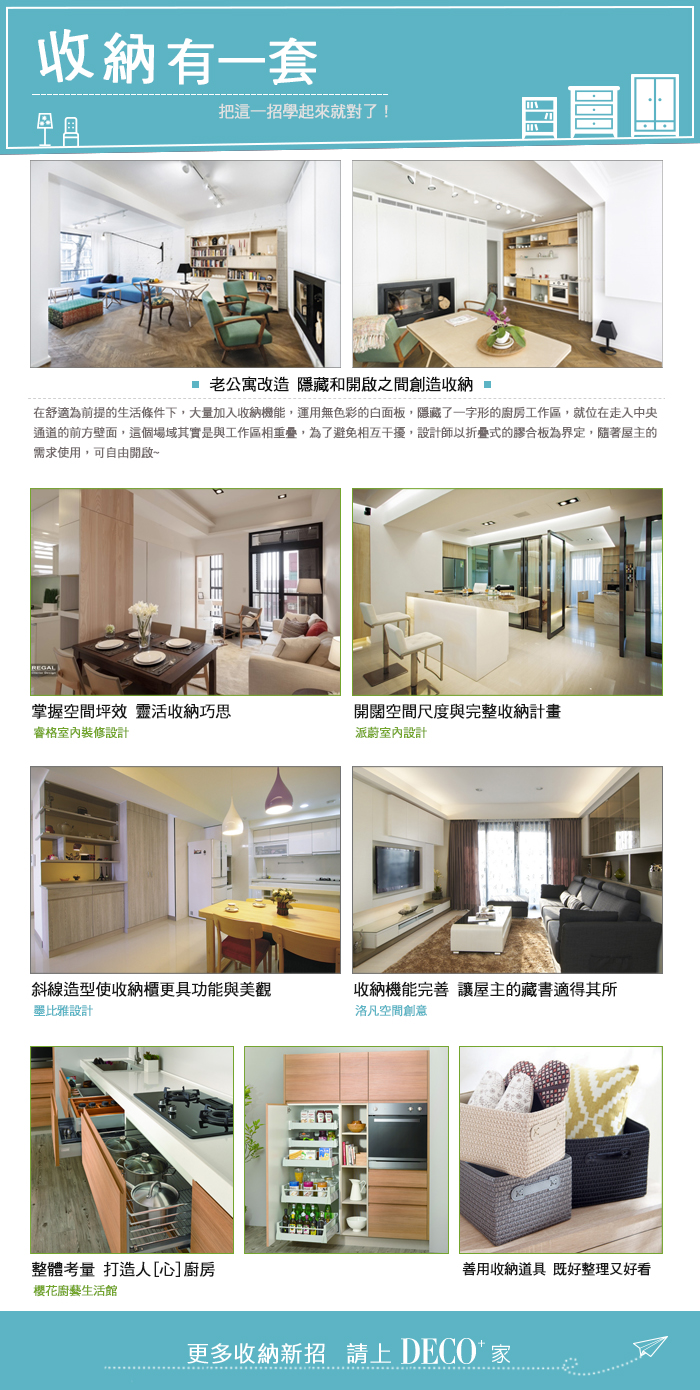 收納有一套
把這一招學起來就對了！
老公寓改造 隱藏和開啟之間創造收納
在舒適為前提的生活條件下，大量加入收納機能，運用無色彩的白面板，隱藏了一字形的廚房工作區，就位在走入中央
通道的前方壁面，這個場域其實是與工作區相重疊，為了避免相互干擾，設計師以折疊式的膠合板為界定，隨著屋主的
需求使用，可自由開啟~
REGAL
掌握空間坪效 靈活收納巧思
睿格室內裝修設計
開闊空間尺度與完整收納計畫
派蔚室內設計
斜線造型使收納櫃更具功能與美觀
墨比雅設計
收納機能完善 讓屋主的藏書適得其所
洛凡空間創意
整體考量 打造人[心]廚房
櫻花廚藝生活館
善用收納道具 既好整理又好看
更多收納新招 請上 DECO+ 家